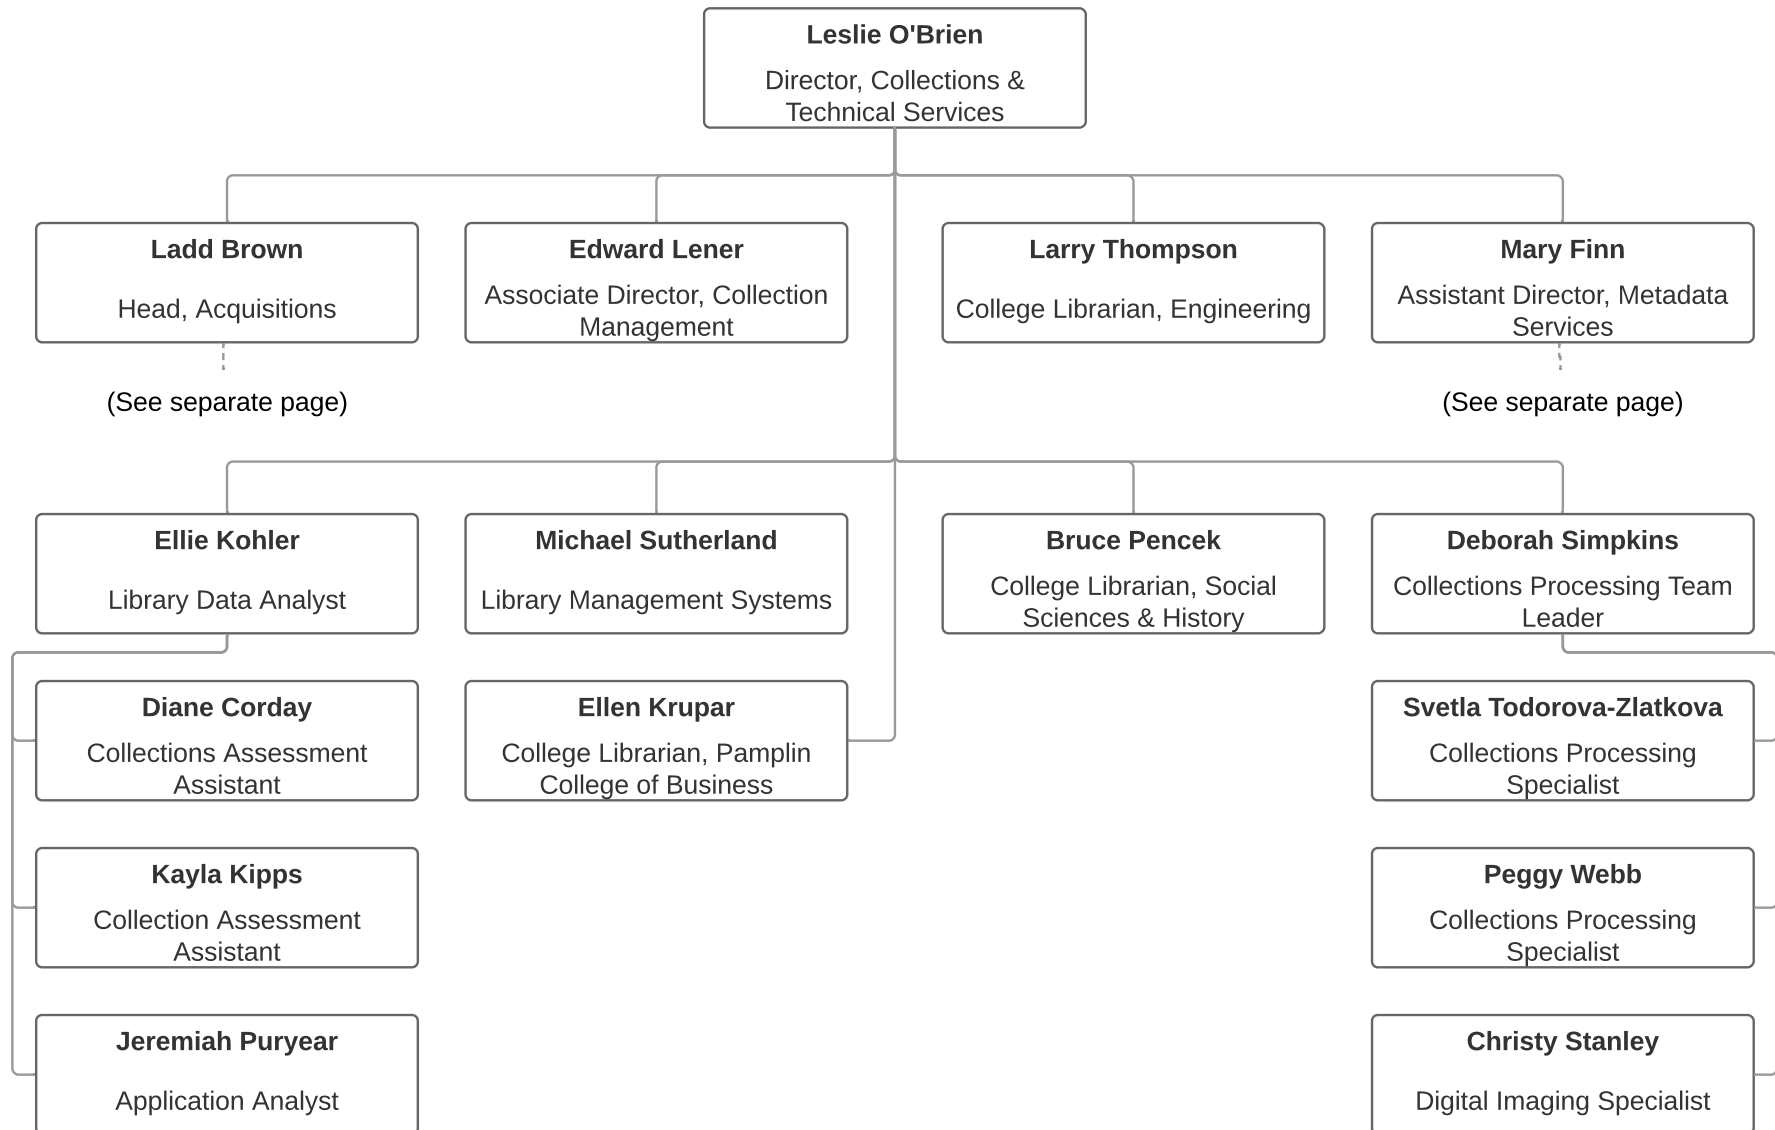 Leslie O'Brien
Director, Collections &
Technical Services
Ladd Brown
Head, Acquisitions
Edward Lener
Associate Director, Collection
Management
Larry Thompson
College Librarian, Engineering
Mary Finn
Assistant Director, Metadata
Services
(See separate page)
(See separate page)
Ellie Kohler
Library Data Analyst
Michael Sutherland
Library Management Systems
Bruce Pencek
College Librarian, Social
Sciences & History
Deborah Simpkins
Collections Processing Team
Leader
Diane Corday
Collections Assessment
Assistant
Ellen Krupar
College Librarian, Pamplin
College of Business
Svetla Todorova-Zlatkova
Collections Processing
Specialist
Kayla Kipps
Collection Assessment
Assistant
Peggy Webb
Collections Processing
Specialist
Jeremiah Puryear
Application Analyst
Christy Stanley
Digital Imaging Specialist